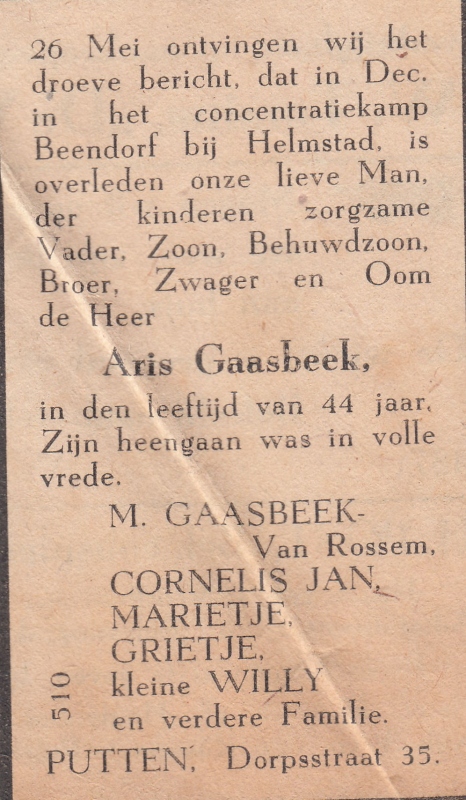 26 Mei ontvingen wij het
droeve bericht, dat in Dec.
in het concentratiekamp
Beendorf bij Helmstad, is
overleden onze lieve Man,
der kinderen zorgzame
Vader, Zoon, Behuwdzoon,
Broer, Zwager en Oom
de Heer
Aris Gaasbeek,
in den leeftijd van 44 jaar.
Zijn heengaan was in volle
vrede.
M. GAASBEEK-
Van Rossem,
CORNELIS JAN,
MARIETJE,
GRIETJE,
kleine WILLY
en verdere Familie.
510
PUTTEN, Dorpsstraat 35.